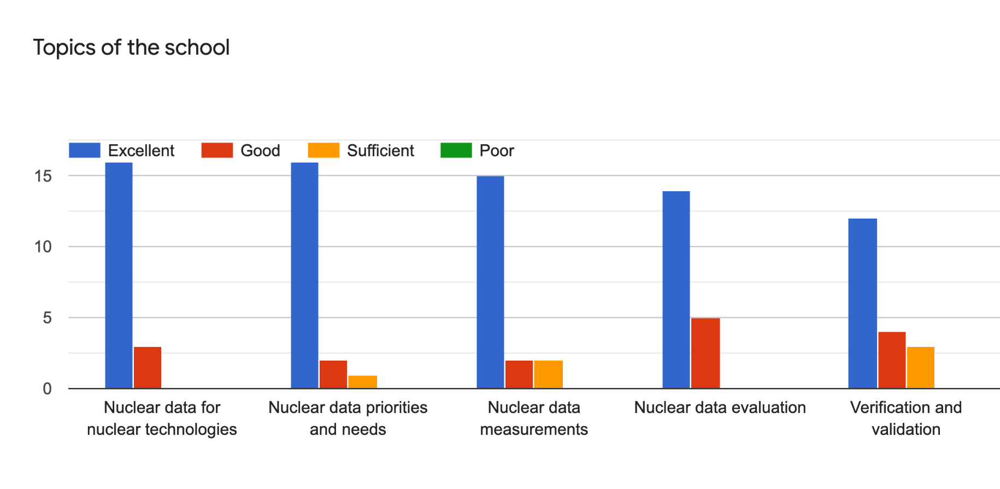 Topics of the school
Excellent Good Sufficient Poor
15
10
5
0
Nuclear data for
nuclear technologies
Nuclear data priorities
and needs
Nuclear data
measurements
Nuclear data evaluation
Verification and
validation